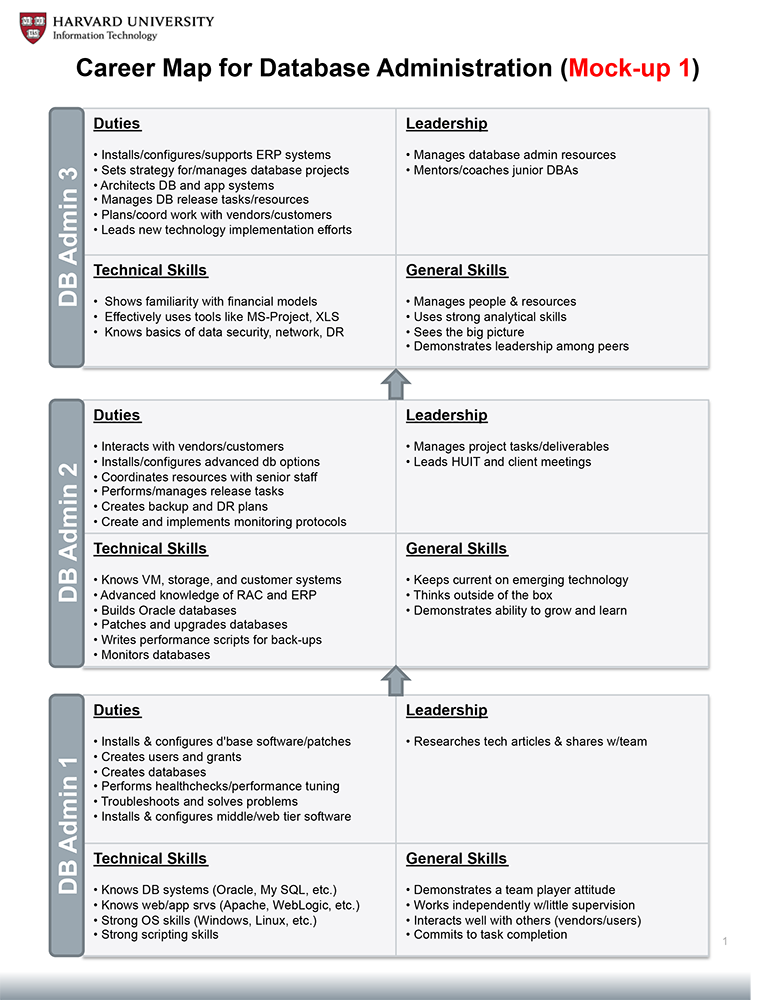 HARVARD UNIVERSITY
Information Technology
Career Map for Database Administration (Mock-up 1)
DB Admin 3
Duties
• Installs/configures/supports ERP systems
• Sets strategy for/manages database projects
• Architects DB and app systems
• Manages DB release tasks/resources
• Plans/coord work with vendors/customers
• Leads new technology implementation efforts
Leadership
• Manages database admin resources
• Mentors/coaches junior DBAs
Technical Skills
• Shows familiarity with financial models
• Effectively uses tools like MS-Project, XLS
• Knows basics of data security, network, DR
General Skills
• Manages people & resources
• Uses strong analytical skills
• Sees the big picture
• Demonstrates leadership among peers
DB Admin 2
Duties
• Interacts with vendors/customers
• Installs/configures advanced db options
• Coordinates resources with senior staff
• Performs/manages release tasks
• Creates backup and DR plans
• Create and implements monitoring protocols
Leadership
• Manages project tasks/deliverables
• Leads HUIT and client meetings
Technical Skills
• Knows VM, storage, and customer systems
• Advanced knowledge of RAC and ERP
• Builds Oracle databases
• Patches and upgrades databases
• Writes performance scripts for back-ups
• Monitors databases
General Skills
• Keeps current on emerging technology
• Thinks outside of the box
• Demonstrates ability to grow and learn
DB Admin 1
Duties
• Installs & configures d'base software/patches
• Creates users and grants
• Creates databases
• Performs healthchecks/performance tuning
• Troubleshoots and solves problems
• Installs & configures middle/web tier software
Leadership
• Researches tech articles & shares w/team
Technical Skills
• Knows DB systems (Oracle, My SQL, etc.)
• Knows web/app srvs (Apache, WebLogic, etc.)
• Strong OS skills (Windows, Linux, etc.)
• Strong scripting skills
General Skills
• Demonstrates a team player attitude
• Works independently w/little supervision
• Interacts well with others (vendors/users)
• Commits to task completion
1